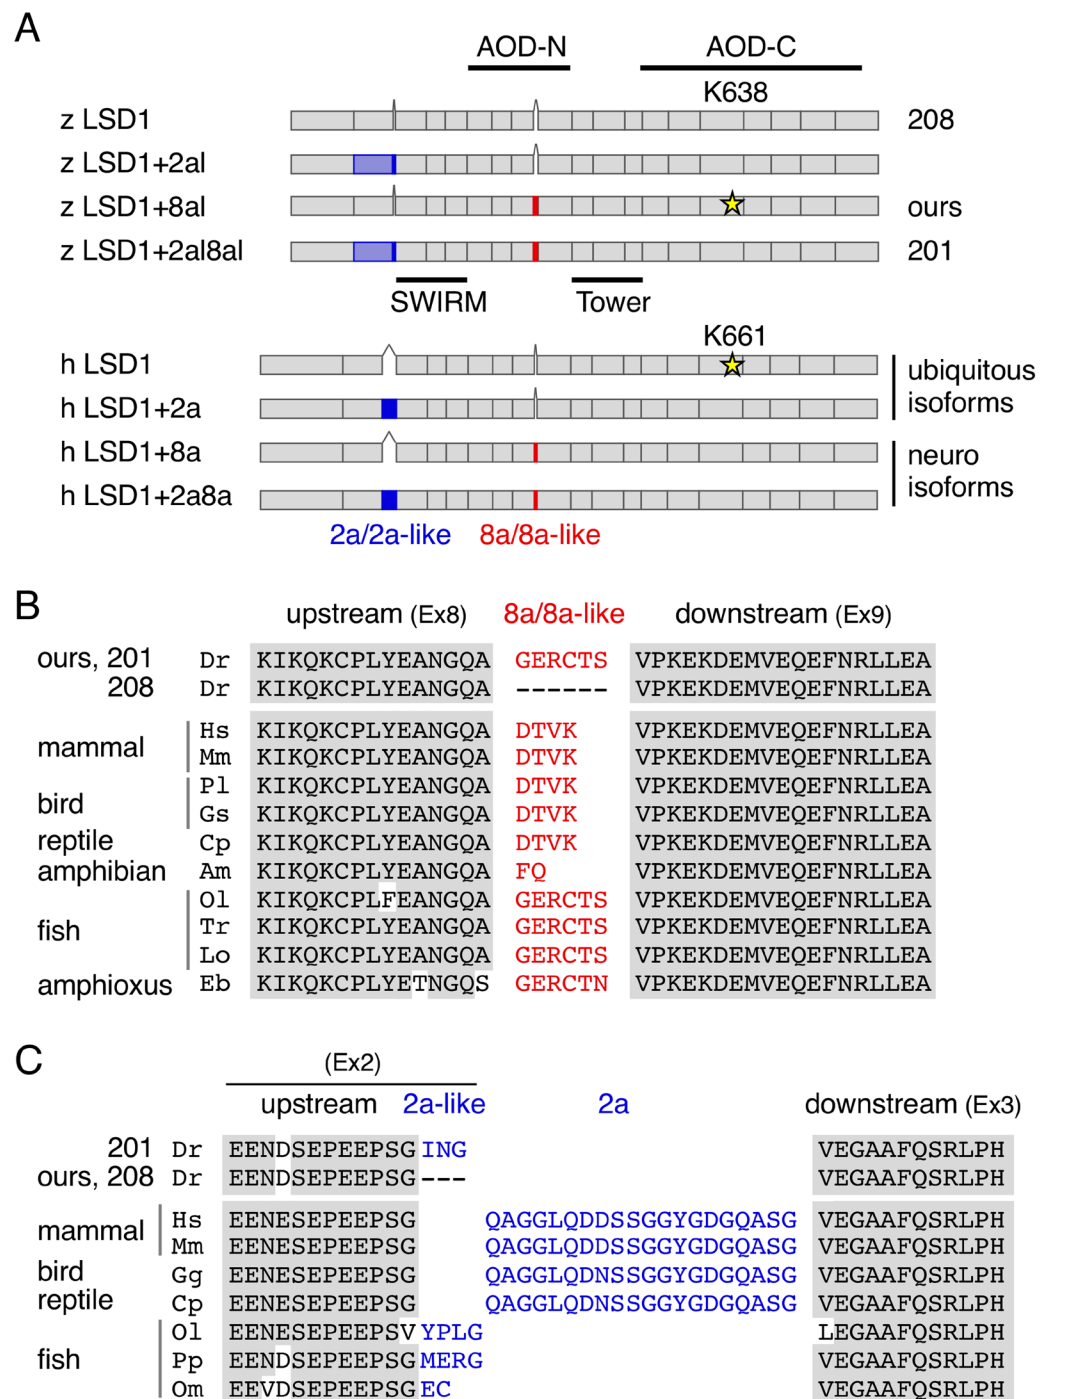 A
AOD-N AOD-C
K638
z LSD1 208
z LSD1+2al
z LSD1+8al ours
z LSD1+2al8al 201
SWIRM Tower
K661
h LSD1
ubiquitous
isoforms
h LSD1+2a
h LSD1+8a
neuro
isoforms
h LSD1+2a8a
2a/2a-like 8a/8a-like
B
upstream (Ex8) 8a/8a-like downstream (Ex9)
ours, 201 Dr KIKQKCPLYEANGQA GERCTS VPKEKDEMVEQEFNRLLEA
208 Dr KIKQKCPLYEANGQA ------ VPKEKDEMVEQEFNRLLEA
mammal
Hs KIKQKCPLYEANGQA DTVK VPKEKDEMVEQEFNRLLEA
Mm KIKQKCPLYEANGQA DTVK VPKEKDEMVEQEFNRLLEA
bird
Pl KIKQKCPLYEANGQA DTVK VPKEKDEMVEQEFNRLLEA
Gs KIKQKCPLYEANGQA DTVK VPKEKDEMVEQEFNRLLEA
reptile Cp KIKQKCPLYEANGQA DTVK VPKEKDEMVEQEFNRLLEA
amphibian Am KIKQKCPLYEANGQA FQ VPKEKDEMVEQEFNRLLEA
fish
Ol KIKQKCPLFEANGQA GERCTS VPKEKDEMVEQEFNRLLEA
Tr KIKQKCPLYEANGQA GERCTS VPKEKDEMVEQEFNRLLEA
Lo KIKQKCPLYEANGQA GERCTS VPKEKDEMVEQEFNRLLEA
amphioxus Eb KIKQKCPLYETNGQS GERCTN VPKEKDEMVEQEFNRLLEA
C
(Ex2)
upstream 2a-like 2a downstream (Ex3)
201 Dr EENDSEPEEPSG ING VEGAAFQSRLPH
ours, 208 Dr EENDSEPEEPSG --- VEGAAFQSRLPH
mammal
Hs EENESEPEEPSG QAGGLQDDSSGGYGDGQASG VEGAAFQSRLPH
Mm EENESEPEEPSG QAGGLQDDSSGGYGDGQASG VEGAAFQSRLPH
bird Gg EENESEPEEPSG QAGGLQDNSSGGYGDGQASG VEGAAFQSRLPH
reptile Cp EENESEPEEPSG QAGGLQDNSSGGYGDGQASG VEGAAFQSRLPH
fish
Ol EENESEPEEPSV YPLG LEGAAFQSRLPH
Pp EENDSEPEEPSG MERG VEGAAFQSRLPH
Om EEVDSEPEEPSG EC VEGAAFQSRLPH